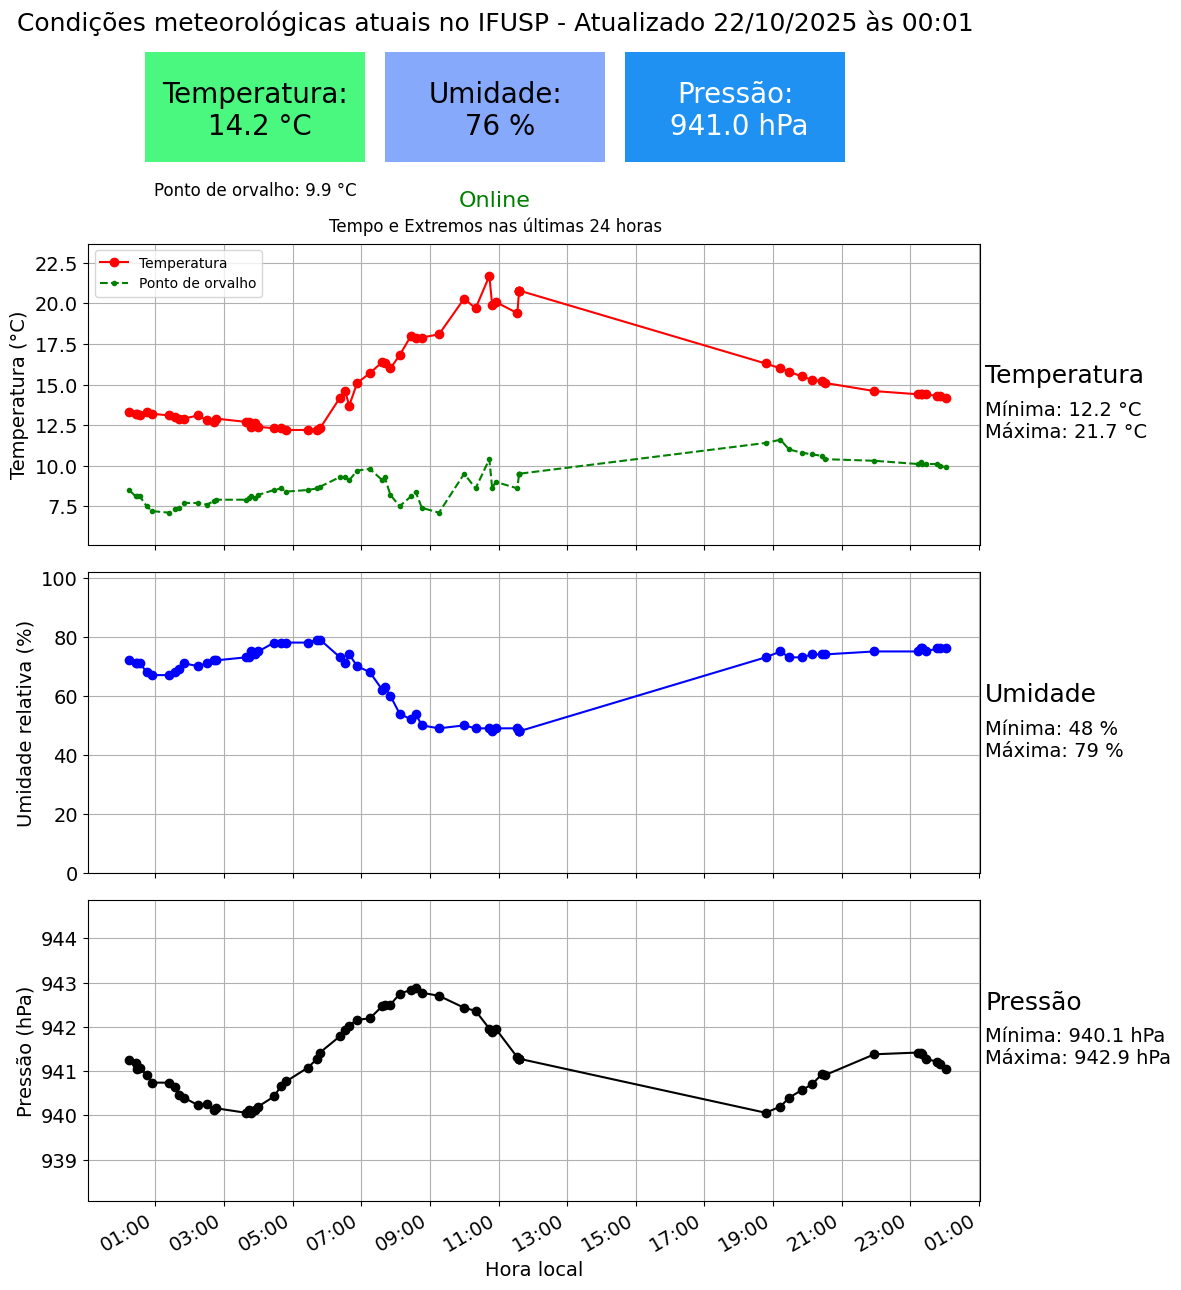 Condições meteorológicas atuais no IFUSP - Atualizado 22/10/2025 às 00:01
Temperatura:
14.2 °C
Umidade:
76 %
Pressão:
941.0 hPa
Ponto de orvalho: 9.9 °C
Online
Tempo e Extremos nas últimas 24 horas
Temperatura
Ponto de orvalho
Temperatura (°C)
22.5
20.0
17.5
15.0
12.5
10.0
7.5
Temperatura
Mínima: 12.2 °C
Máxima: 21.7 °C
Umidade relativa (%)
100
80
60
40
20
0
Umidade
Mínima: 48 %
Máxima: 79 %
Pressão (hPa)
944
943
942
941
940
939
Pressão
Mínima: 940.1 hPa
Máxima: 942.9 hPa
01:00 03:00 05:00 07:00 09:00 11:00 13:00 15:00 17:00 19:00 21:00 23:00 01:00
Hora local